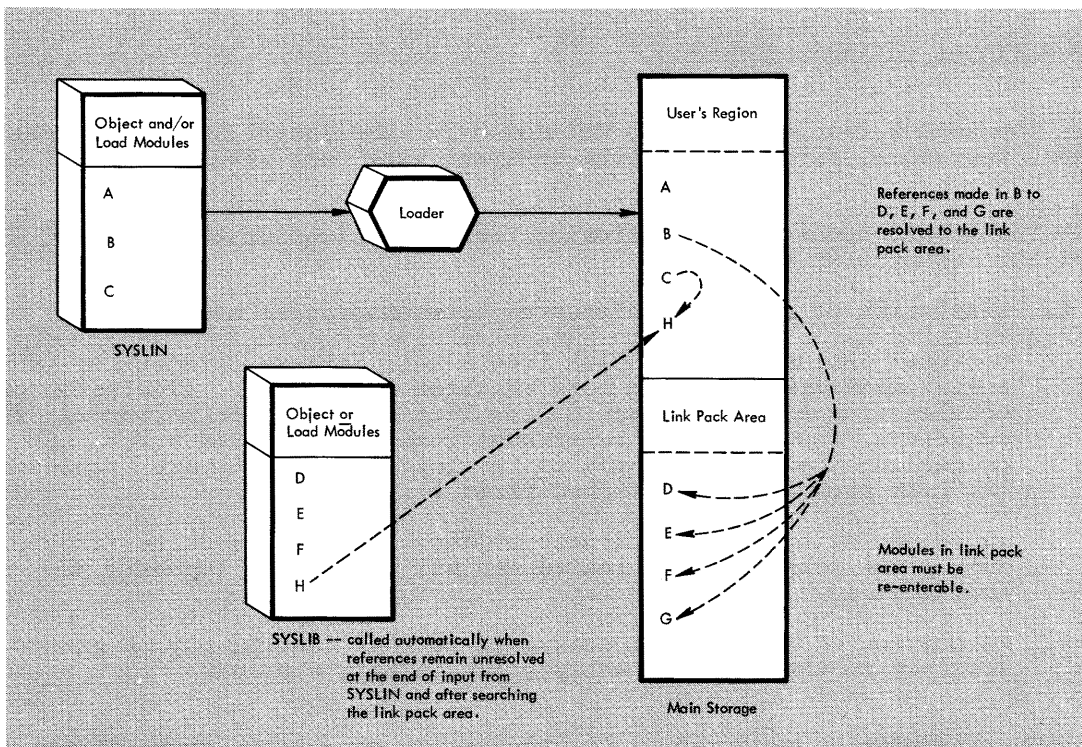 Object and/or
Load Modules
A
B
C
SYSLIN
Loader
Object or
Load Modules
D
E
F
H
SYSLIB -- called automatically when
references remain unresolved
at the end of input from
SYSLIN and after searching
the link pack area.
User's Region
A
B
C
H
Link Pack Area
D
E
F
G
Main Storage
References made in B to
D, E, F, and G are
resolved to the link
pack area.
Modules in link pack
area must be
re-enterable.